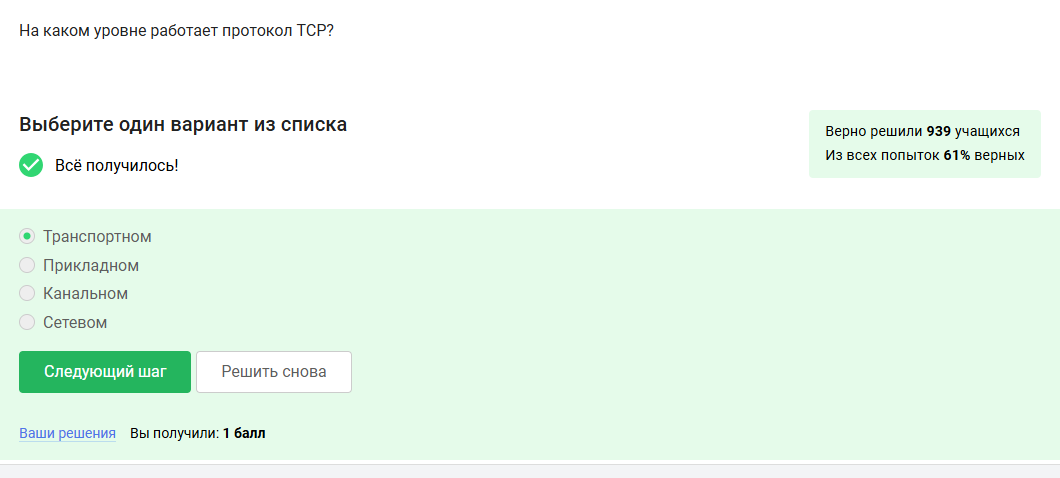 На каком уровне работает протокол TCP?
Выберите один вариант из списка
Верно решили 939 учащихся
Из всех попыток 61% верных
Всё получилось!
Транспортном
Прикладном
Канальном
Сетевом
Следующий шаг
Решить снова
Ваши решения Вы получили: 1 балл